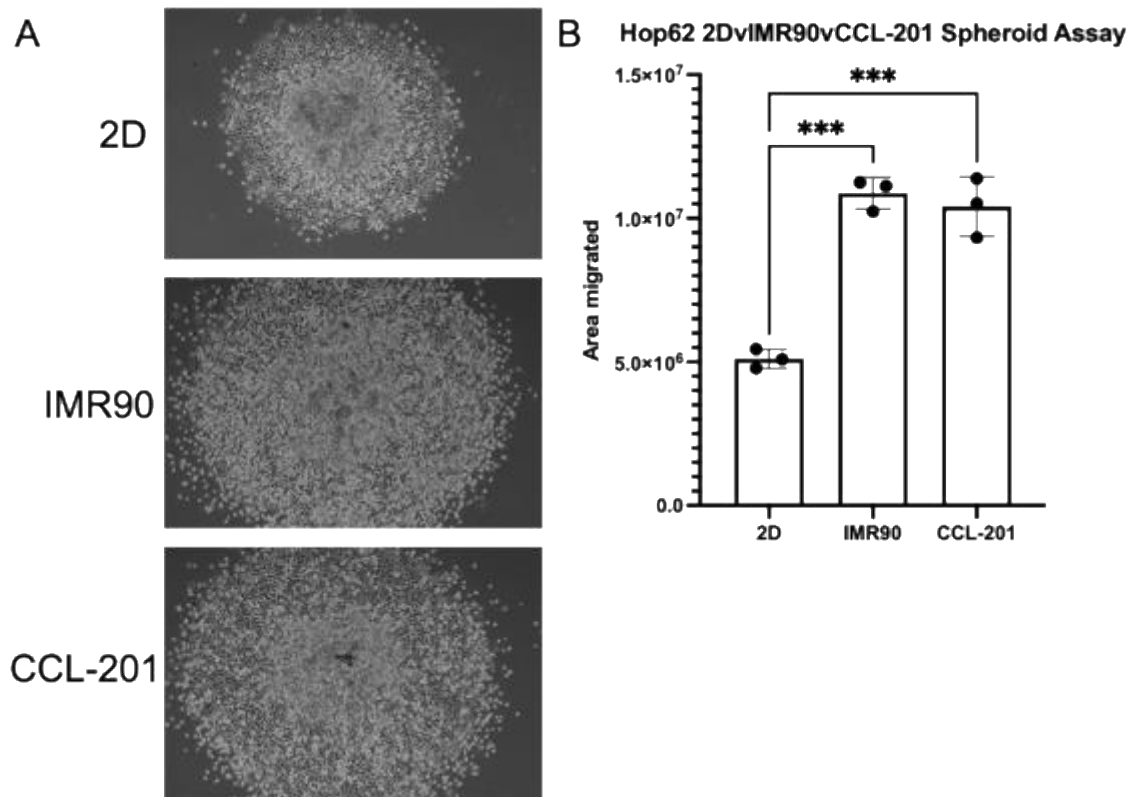 A
2D
IMR90
CCL-201
B
Hop62 2DvIMR90vCCL-201 Spheroid Assay
Area migrated
1.5×10⁷
1.0×10⁷
5.0×10⁶
0.0
***
***
2D
IMR90
CCL-201